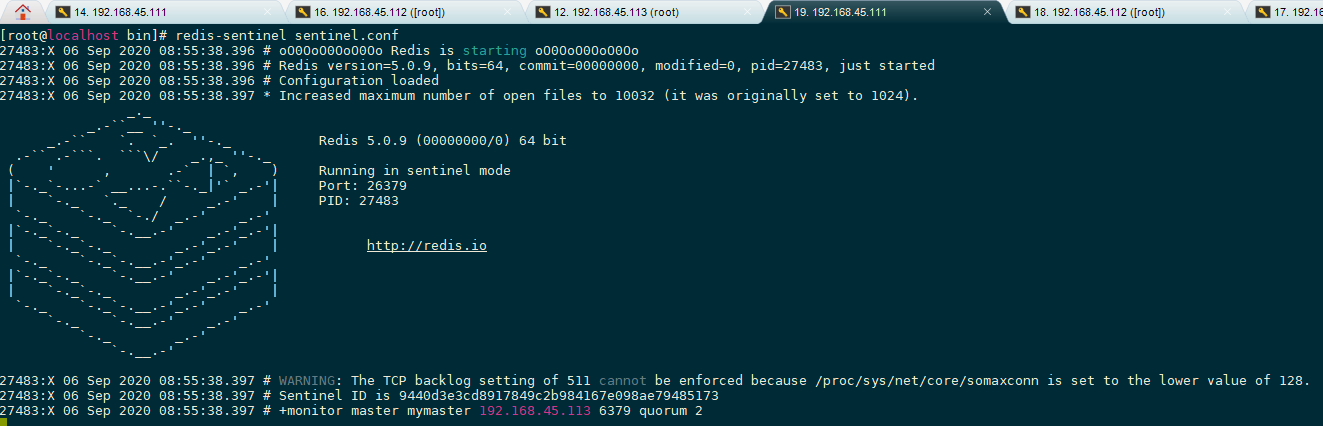 14. 192.168.45.111
16. 192.168.45.112 ([root])
12. 192.168.45.113 (root)
19. 192.168.45.111
18. 192.168.45.112 ([root])
17. 192.16
[root@localhost bin]# redis-sentinel sentinel.conf
27483:X 06 Sep 2020 08:55:38.396 # oO0OoO0OoO0Oo Redis is starting oO0OoO0OoO0Oo
27483:X 06 Sep 2020 08:55:38.396 # Redis version=5.0.9, bits=64, commit=00000000, modified=0, pid=27483, just started
27483:X 06 Sep 2020 08:55:38.396 # Configuration loaded
27483:X 06 Sep 2020 08:55:38.397 * Increased maximum number of open files to 10032 (it was originally set to 1024).
Redis 5.0.9 (00000000/0) 64 bit
Running in sentinel mode
Port: 26379
PID: 27483
http://redis.io
27483:X 06 Sep 2020 08:55:38.397 # WARNING: The TCP backlog setting of 511 cannot be enforced because /proc/sys/net/core/somaxconn is set to the lower value of 128.
27483:X 06 Sep 2020 08:55:38.397 # Sentinel ID is 9440d3e3cd8917849c2b984167e098ae79485173
27483:X 06 Sep 2020 08:55:38.397 # +monitor master mymaster 192.168.45.113 6379 quorum 2